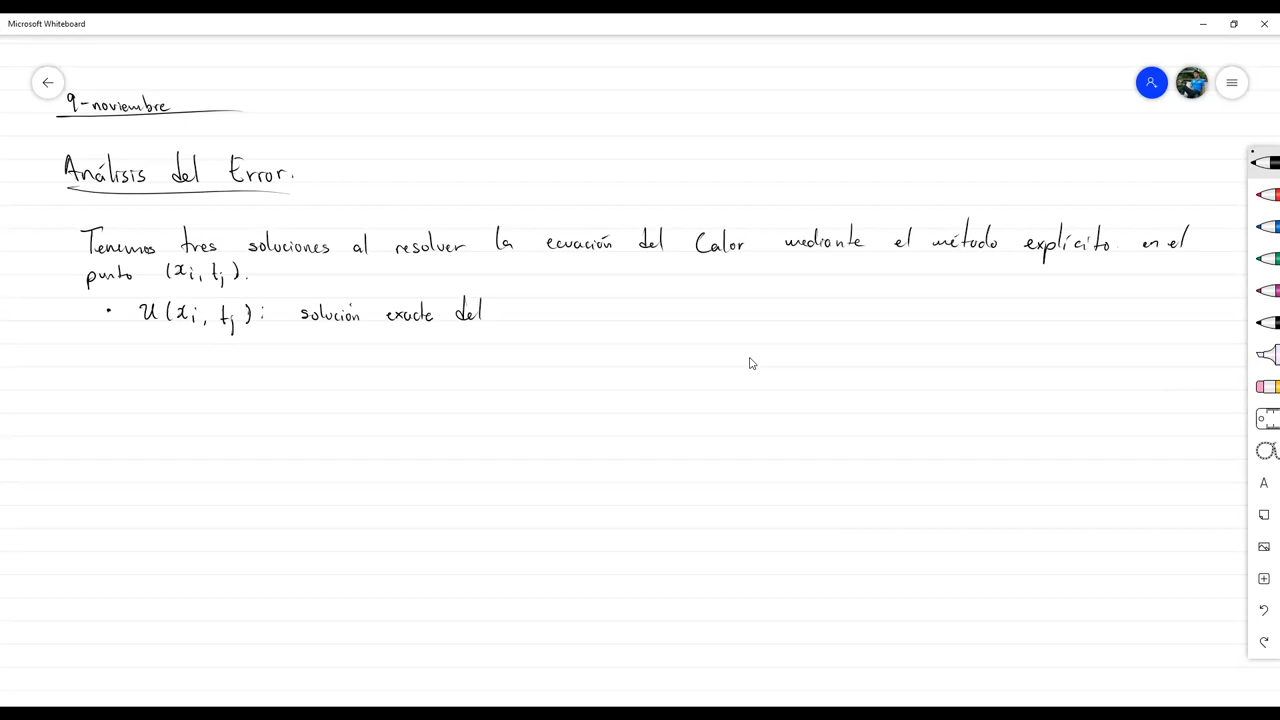 Microsoft Whiteboard
9-noviembre
Análisis del Error.
Tenemos tres soluciones al resolver la ecuación del Calor mediante el método explícito en el
punto (xi, tj).
• U(xi, tj): solución exacte del
A